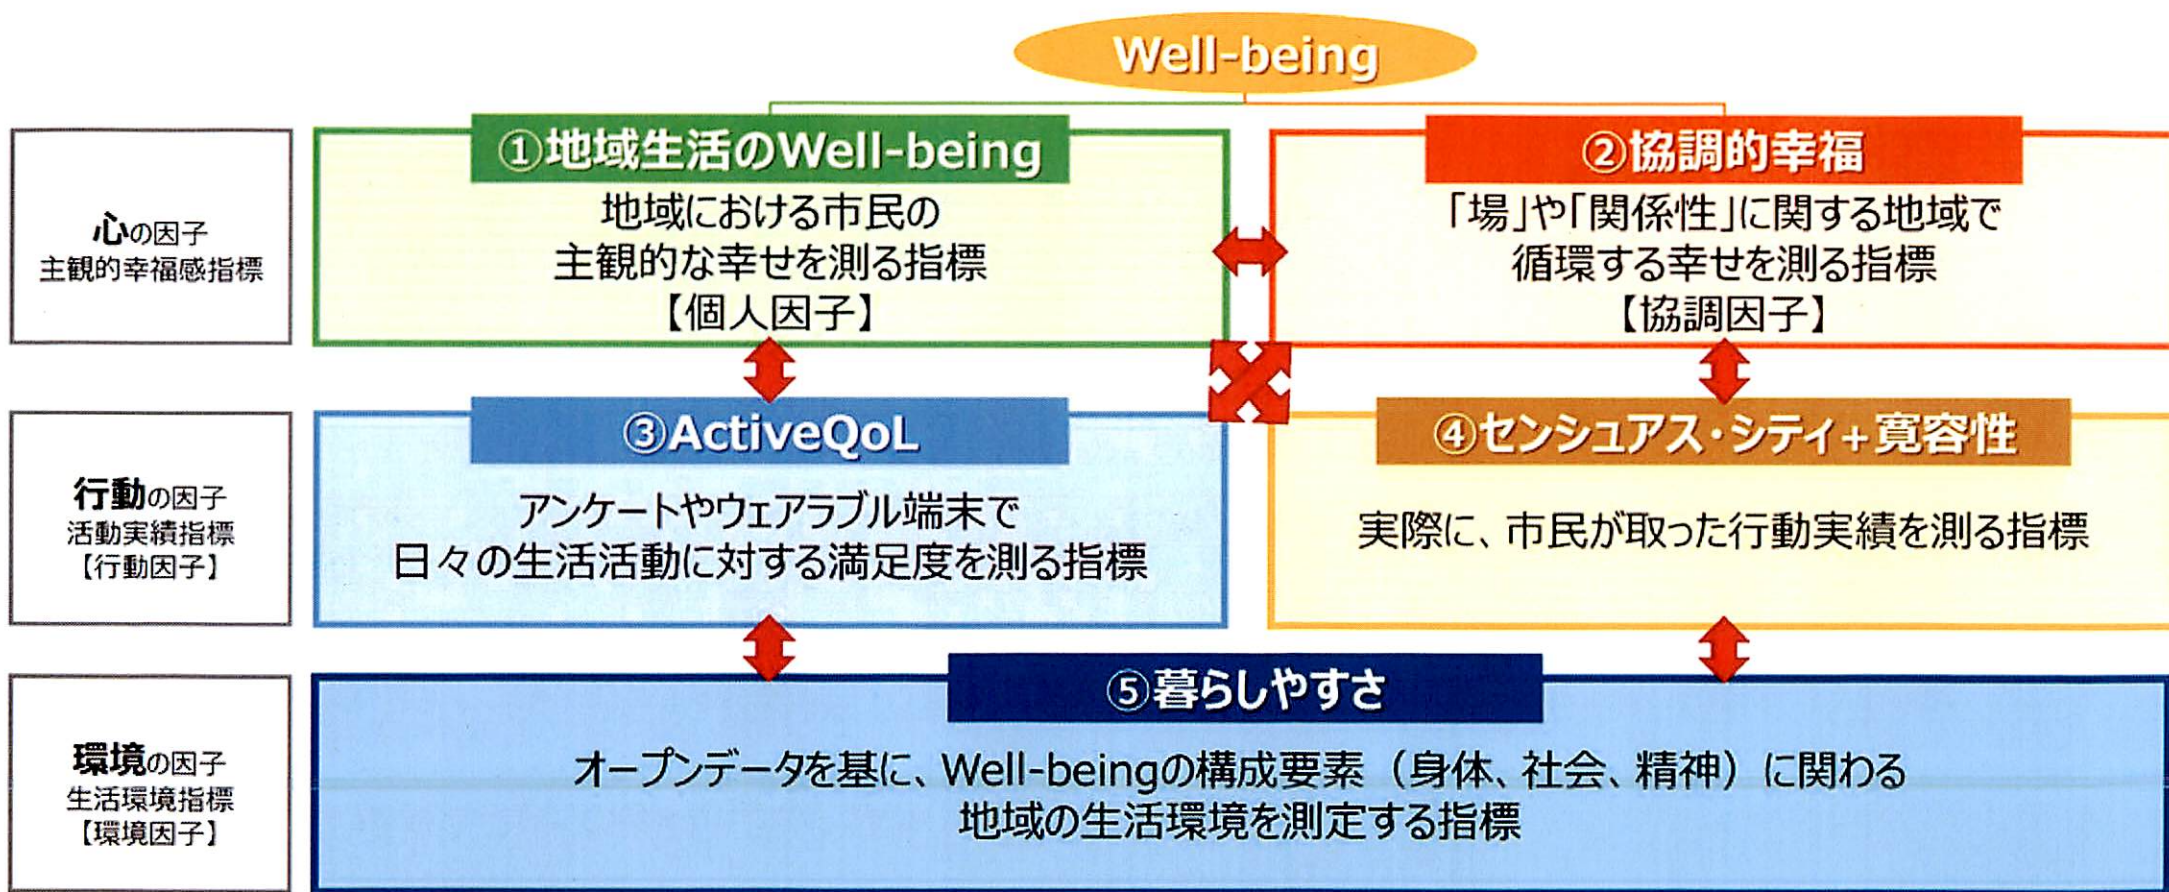 Well-being
心の因子
主観的幸福感指標
①地域生活のWell-being
地域における市民の
主観的な幸せを測る指標
【個人因子】
②協調的幸福
「場」や「関係性」に関する地域で
循環する幸せを測る指標
【協調因子】
行動の因子
活動実績指標
【行動因子】
③ActiveQoL
アンケートやウェアラブル端末で
日々の生活活動に対する満足度を測る指標
④センシュアス・シティ+寛容性
実際に、市民が取った行動実績を測る指標
環境の因子
生活環境指標
【環境因子】
⑤暮らしやすさ
オープンデータを基に、Well-beingの構成要素（身体、社会、精神）に関わる
地域の生活環境を測定する指標